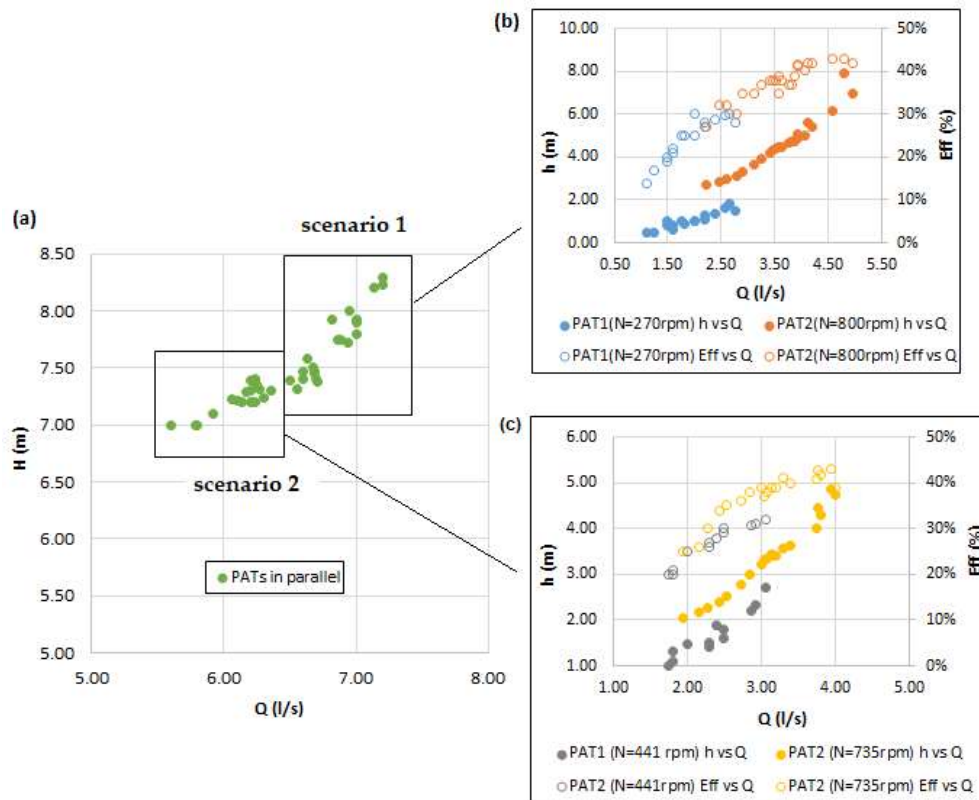 (a)
scenario 1
8.50
8.00
7.50
7.00
6.50
6.00
5.50
5.00
H (m)
scenario 2
PATs in parallel
5.00 6.00 7.00 8.00
Q (l/s)
(b)
10.00 50%
8.00 40%
6.00 30%
4.00 20%
2.00 10%
0.00 0%
h (m)
Eff (%)
0.50 1.50 2.50 3.50 4.50 5.50
Q (l/s)
PAT1(N=270rpm) h vs Q PAT2(N=800rpm) h vs Q
PAT1(N=270rpm) Eff vs Q PAT2(N=800rpm) Eff vs Q
(c)
6.00 50%
5.00 40%
4.00 30%
3.00 20%
2.00 10%
1.00 0%
h (m)
Eff (%)
1.00 2.00 3.00 4.00 5.00
Q (l/s)
PAT1 (N=441 rpm) h vs Q PAT2 (N=735rpm) h vs Q
PAT2 (N=441rpm) Eff vs Q PAT2 (N=735rpm) Eff vs Q